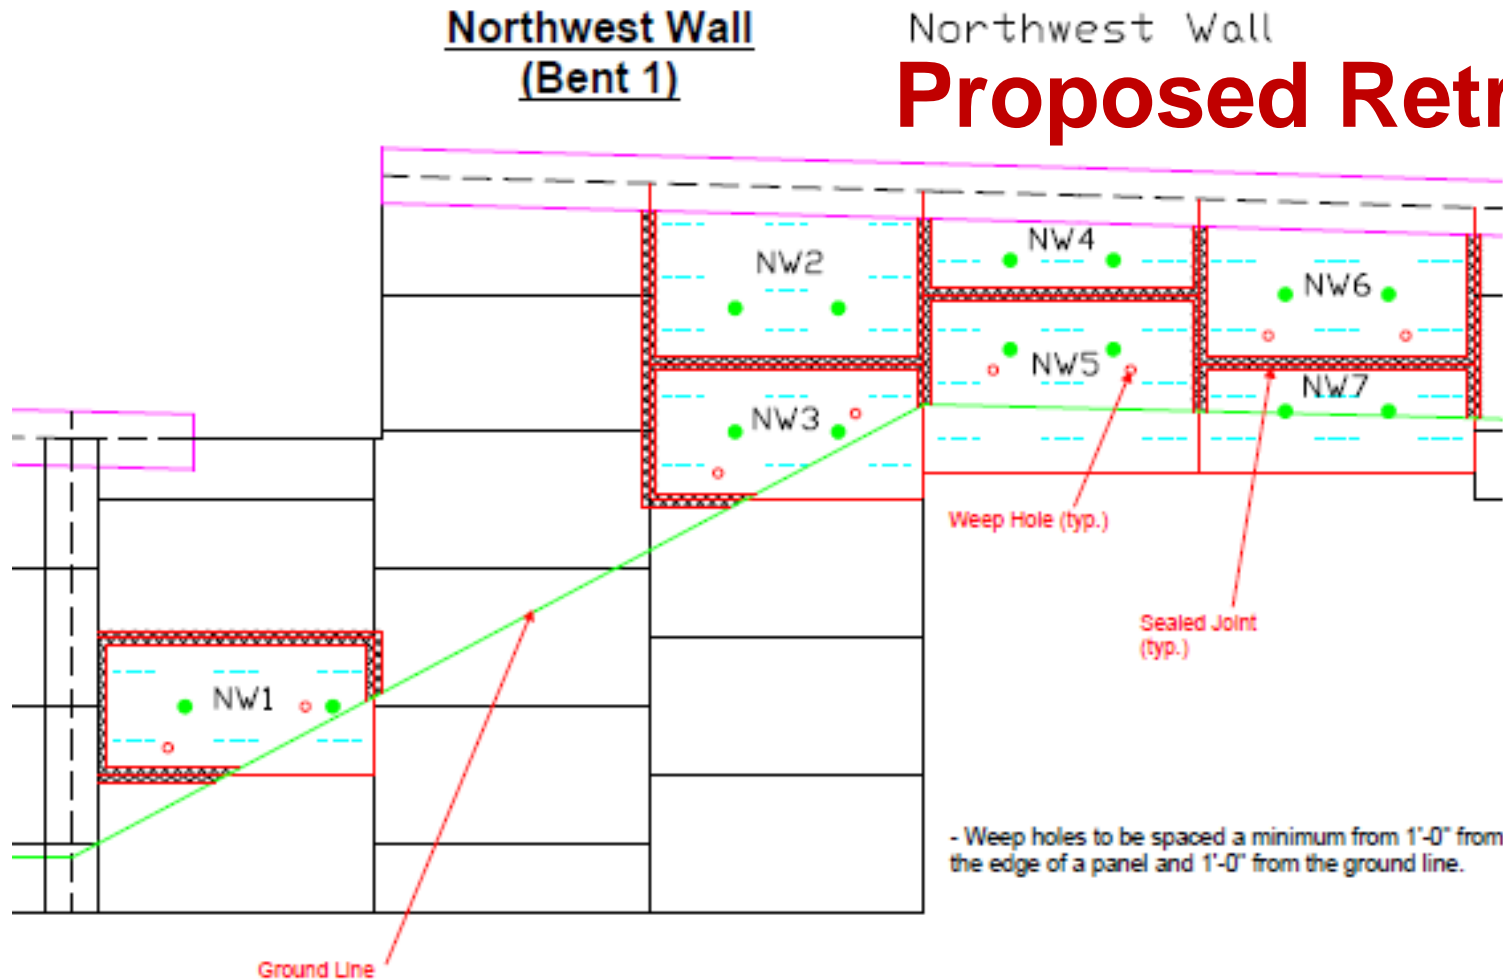 Northwest Wall
(Bent 1)
Northwest Wall
Proposed Retr
NW2
NW4
NW6
NW5
NW7
NW3
Weep Hole (typ.)
Sealed Joint
(typ.)
NW1
- Weep holes to be spaced a minimum from 1'-0" from
the edge of a panel and 1'-0" from the ground line.
Ground Line